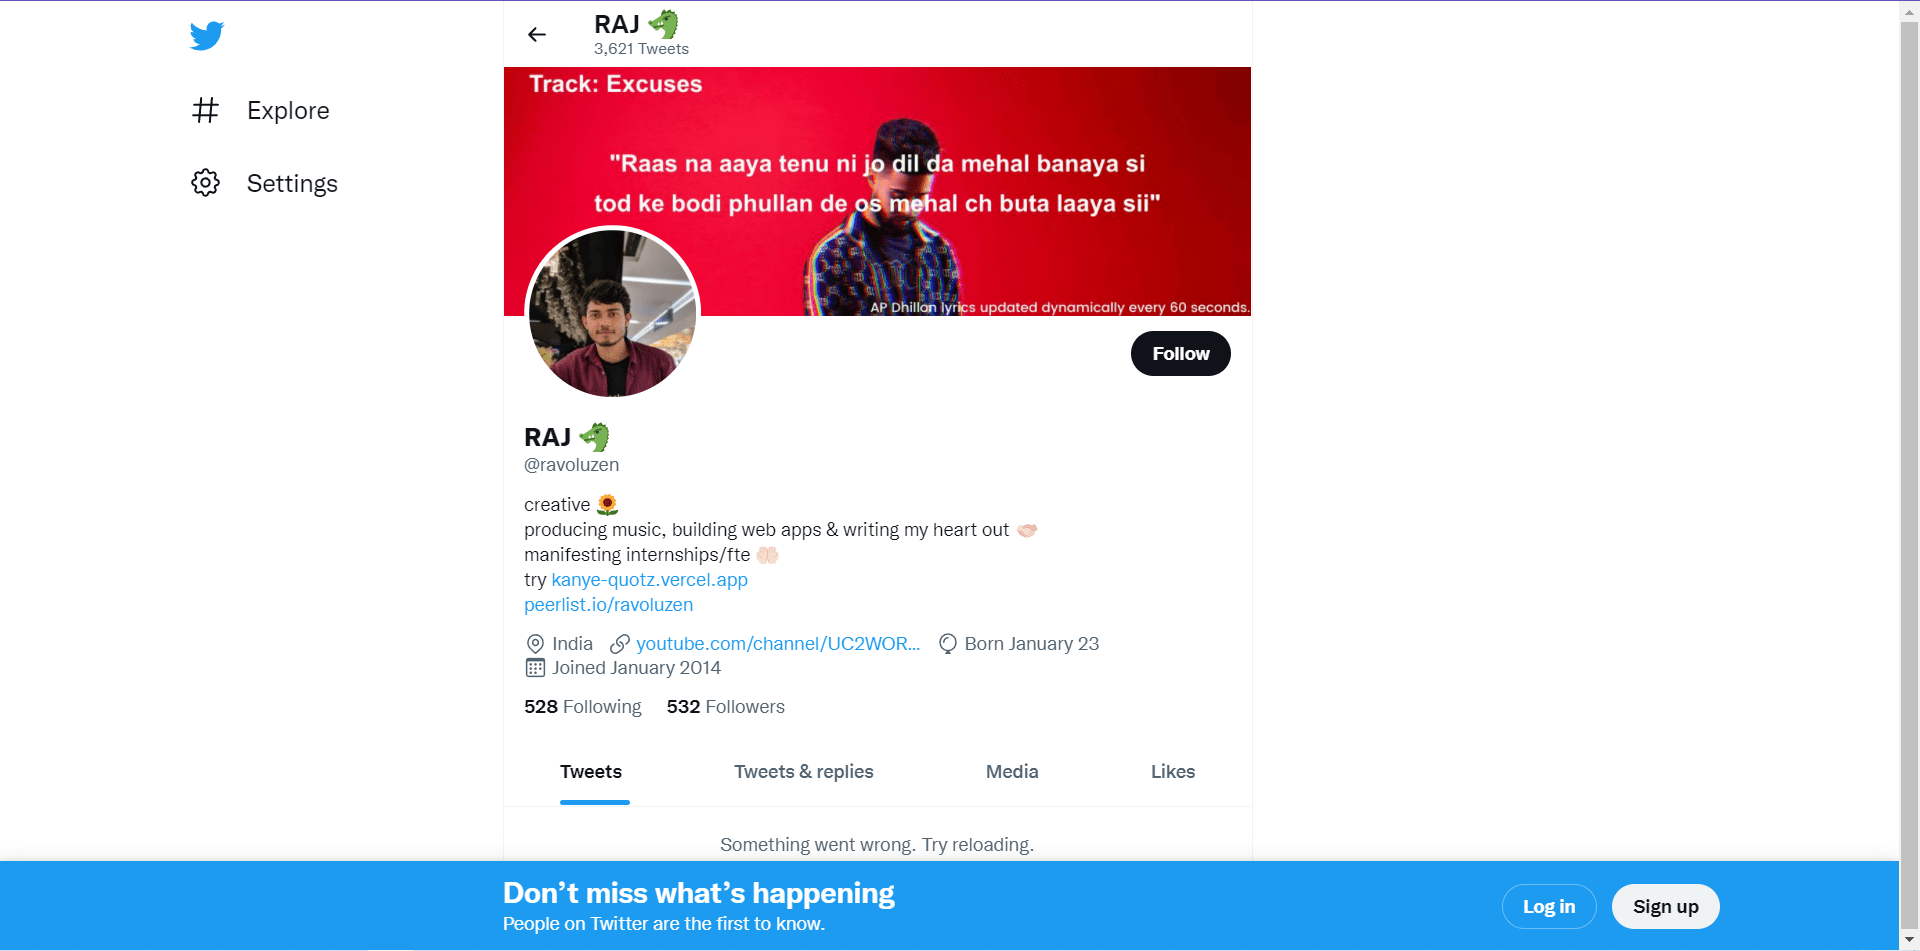 RAJ 🐲
3,621 Tweets
Explore
Settings
Track: Excuses
"Raas na aaya tenu ni jo dil da mehal banaya si
tod ke bodi phullan de os mehal ch buta laaya sii"
AP Dhillon lyrics updated dynamically every 60 seconds.
Follow
RAJ 🐲
@ravoluzen
creative 🌻
producing music, building web apps & writing my heart out 🤝🏻
manifesting internships/fte 🤲🏻
try kanye-quotz.vercel.app
peerlist.io/ravoluzen
India youtube.com/channel/UC2WOR... Born January 23
Joined January 2014
528 Following 532 Followers
Tweets Tweets & replies Media Likes
Something went wrong. Try reloading.
Don’t miss what’s happening
People on Twitter are the first to know.
Log in Sign up